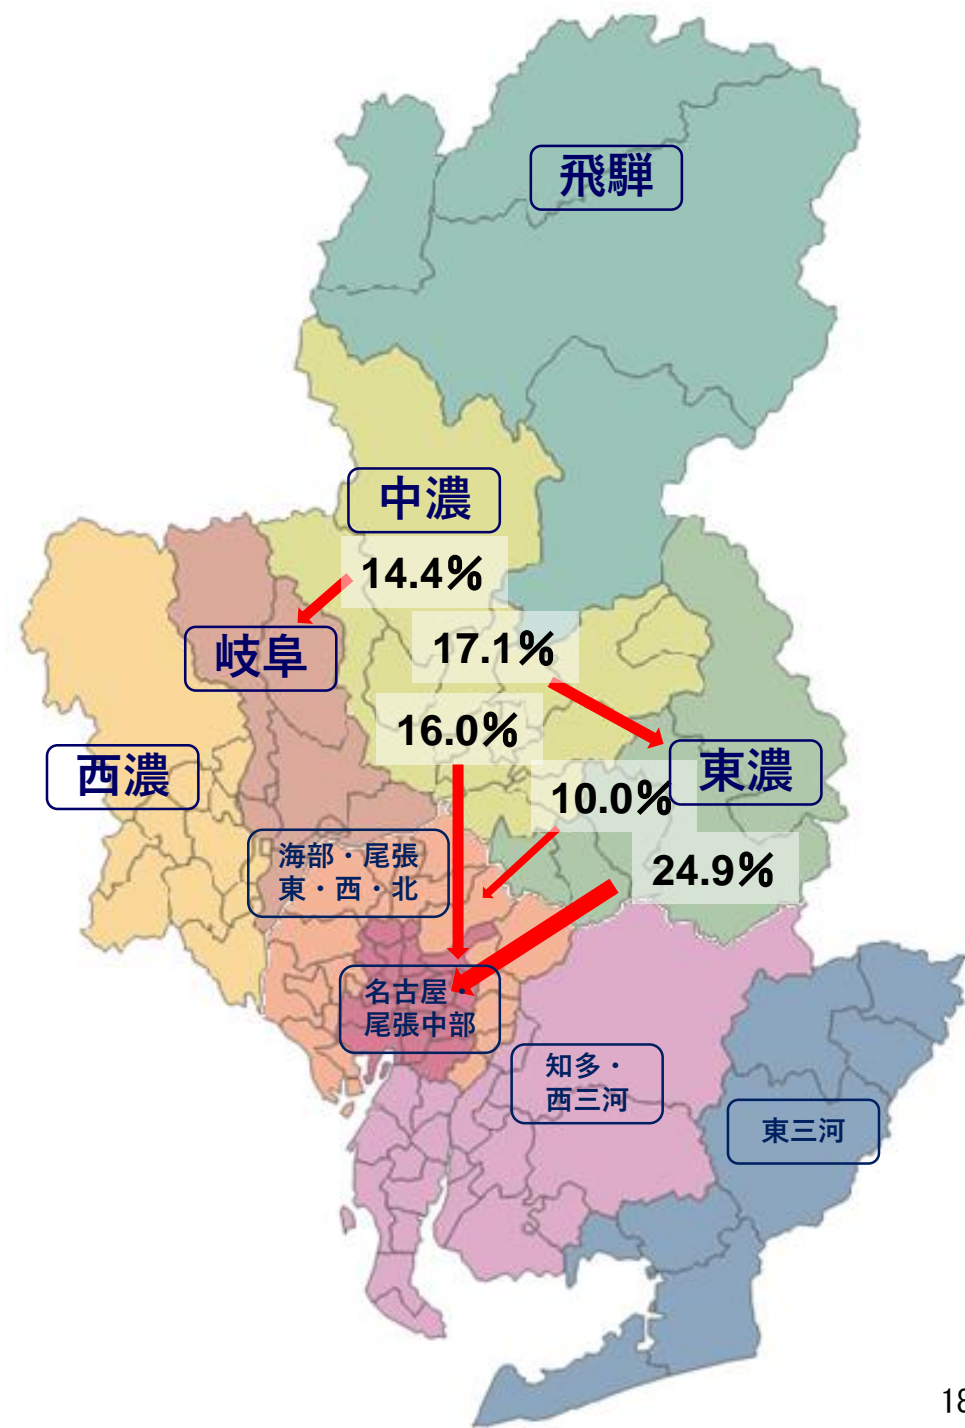 飛騨
中濃
14.4%
岐阜
17.1%
16.0%
西濃
東濃
10.0%
海部・尾張
東・西・北
24.9%
名古屋・
尾張中部
知多・
西三河
東三河
18